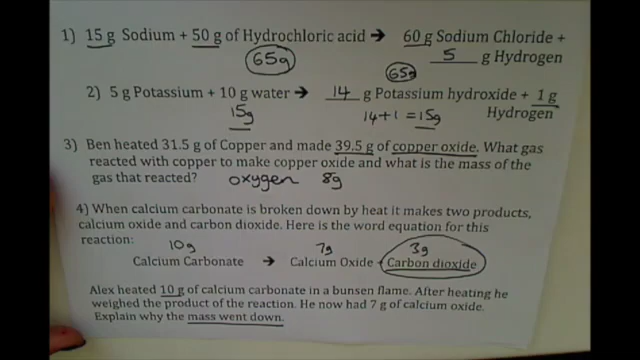 1) 15 g Sodium + 50 g of Hydrochloric acid → 60 g Sodium Chloride +
65g 5 g Hydrogen
65g
2) 5 g Potassium + 10 g water → 14 g Potassium hydroxide + 1 g
15g 14+1 = 15g Hydrogen
3) Ben heated 31.5 g of Copper and made 39.5 g of copper oxide. What gas
reacted with copper to make copper oxide and what is the mass of the
gas that reacted? oxygen 8g
4) When calcium carbonate is broken down by heat it makes two products,
calcium oxide and carbon dioxide. Here is the word equation for this
reaction:
10g 7g 3g
Calcium Carbonate → Calcium Oxide + Carbon dioxide
Alex heated 10 g of calcium carbonate in a bunsen flame. After heating he
weighed the product of the reaction. He now had 7 g of calcium oxide.
Explain why the mass went down.